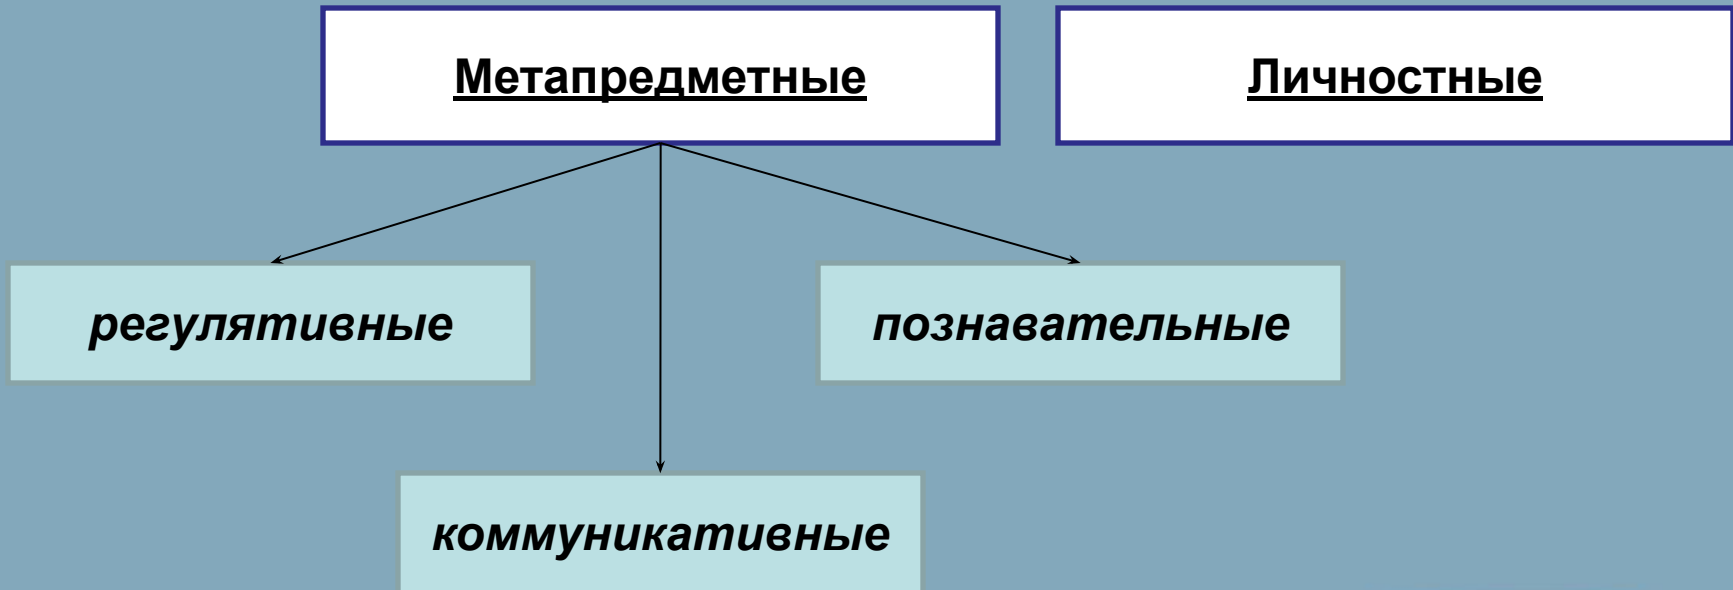 Метапредметные
Личностные
регулятивные
познавательные
коммуникативные